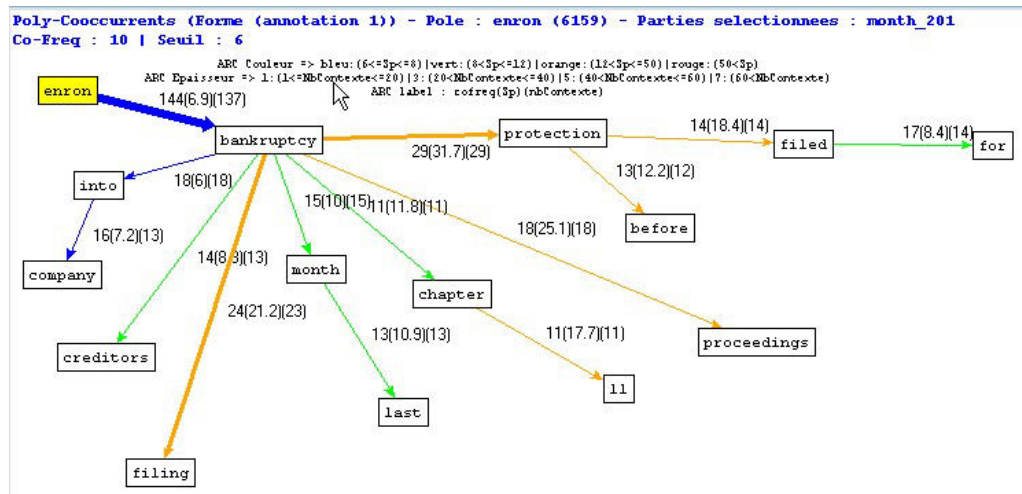 Poly-Cooccurrents (Forme (annotation 1)) - Pole : enron (6159) - Parties selectionnees : month_201
Co-Freq : 10 | Seuil : 6
ARC Couleur => bleu:(6<=Sp<=8)|vert:(8<Sp<=12)|orange:(12<Sp<=50)|rouge:(50<Sp)
ARC Epaisseur => 1:(1<=NbContexte<=20)|3:(20<NbContexte<=40)|5:(40<NbContexte<=60)|7:(60<NbContexte)
ARC label : cofreq(Sp)(nbContexte)
enron
144(6.9)(137)
bankruptcy
29(31.7)(29)
protection
14(18.4)(14)
filed
17(8.4)(14)
for
13(12.2)(12)
before
into
18(6)(18)
15(10)(15)
11(11.8)(11)
18(25.1)(18)
16(7.2)(13)
company
14(8.3)(13)
month
chapter
24(21.2)(23)
13(10.9)(13)
11(17.7)(11)
proceedings
creditors
11
last
filing